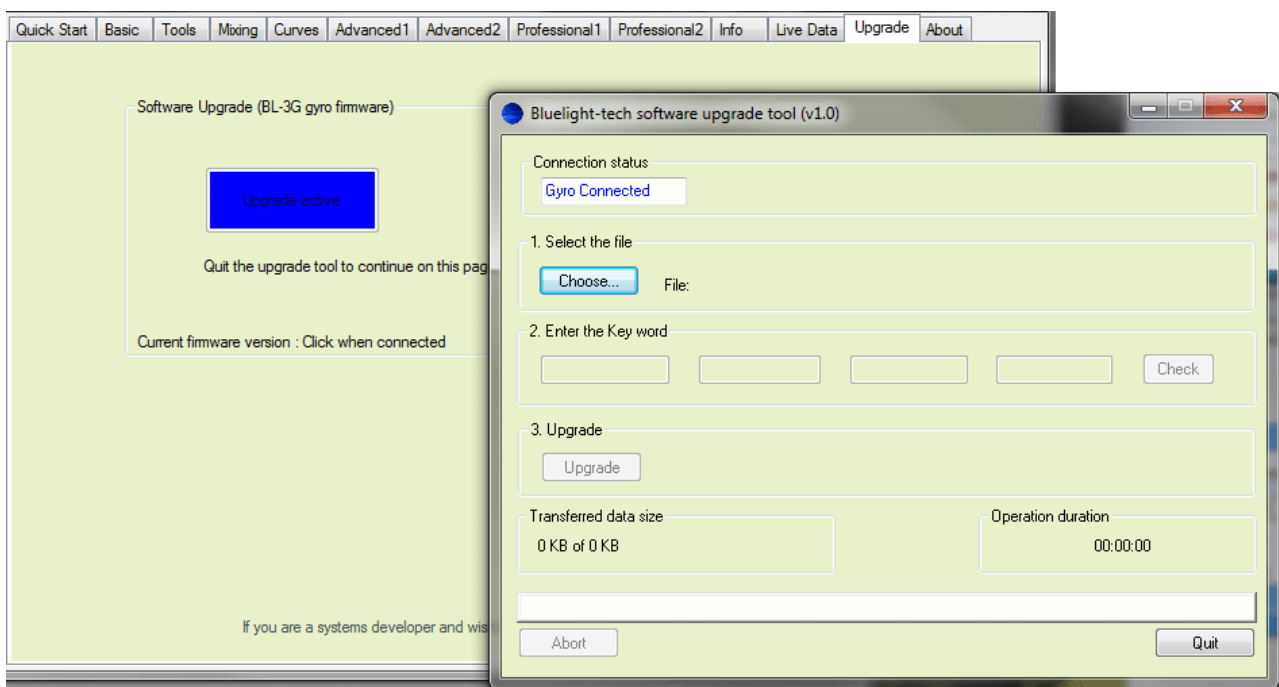 Quick Start Basic Tools Mixing Curves Advanced1 Advanced2 Professional1 Professional2 Info Live Data Upgrade About
Software Upgrade (BL-3G gyro firmware)
Upgrade active
Quit the upgrade tool to continue on this pag
Current firmware version : Click when connected
If you are a systems developer and wis
Bluelight-tech software upgrade tool (v1.0)
Connection status
Gyro Connected
1. Select the file
Choose... File:
2. Enter the Key word
Check
3. Upgrade
Upgrade
Transferred data size Operation duration
0 KB of 0 KB 00:00:00
Abort Quit